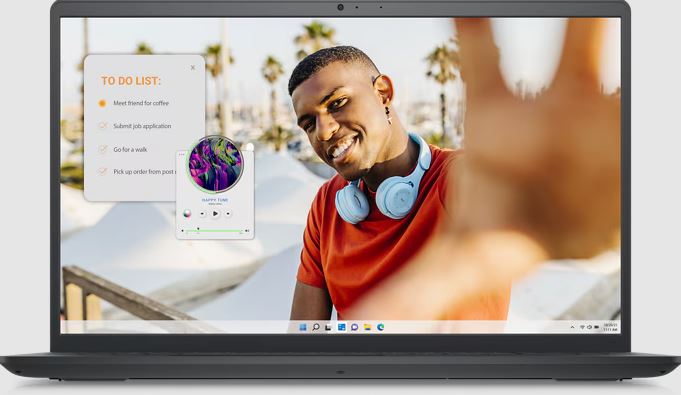 TO DO LIST:
Meet friend for coffee
Submit job application
Go for a walk
Pick up order from post
HAPPY TUNE